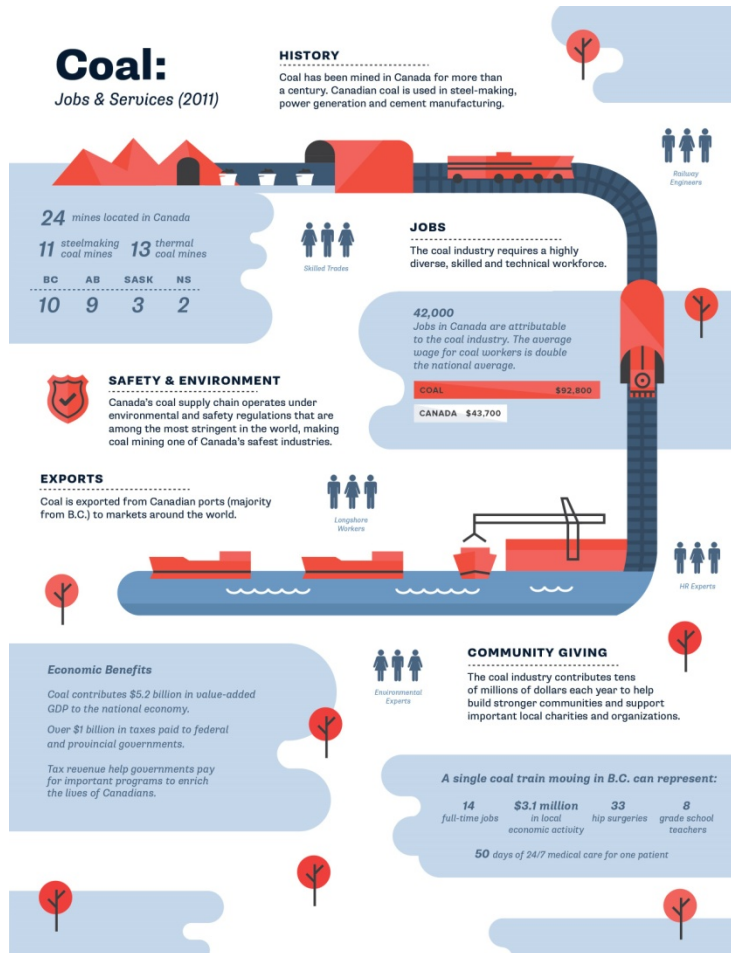 Coal:
Jobs & Services (2011)
HISTORY
Coal has been mined in Canada for more than
a century. Canadian coal is used in steel-making,
power generation and cement manufacturing.
Railway
Engineers
24 mines located in Canada
11 steelmaking
coal mines
13 thermal
coal mines
BC AB SASK NS
10 9 3 2
Skilled Trades
JOBS
The coal industry requires a highly
diverse, skilled and technical workforce.
42,000
Jobs in Canada are attributable
to the coal industry. The average
wage for coal workers is double
the national average.
COAL $92,800
CANADA $43,700
SAFETY & ENVIRONMENT
Canada's coal supply chain operates under
environmental and safety regulations that are
among the most stringent in the world, making
coal mining one of Canada's safest industries.
EXPORTS
Coal is exported from Canadian ports (majority
from B.C.) to markets around the world.
Longshore
Workers
HR Experts
Economic Benefits
Coal contributes $5.2 billion in value-added
GDP to the national economy.
Over $1 billion in taxes paid to federal
and provincial governments.
Tax revenue help governments pay
for important programs to enrich
the lives of Canadians.
Environmental
Experts
COMMUNITY GIVING
The coal industry contributes tens
of millions of dollars each year to help
build stronger communities and support
important local charities and organizations.
A single coal train moving in B.C. can represent:
14
full-time jobs
$3.1 million
in local
economic activity
33
hip surgeries
8
grade school
teachers
50 days of 24/7 medical care for one patient